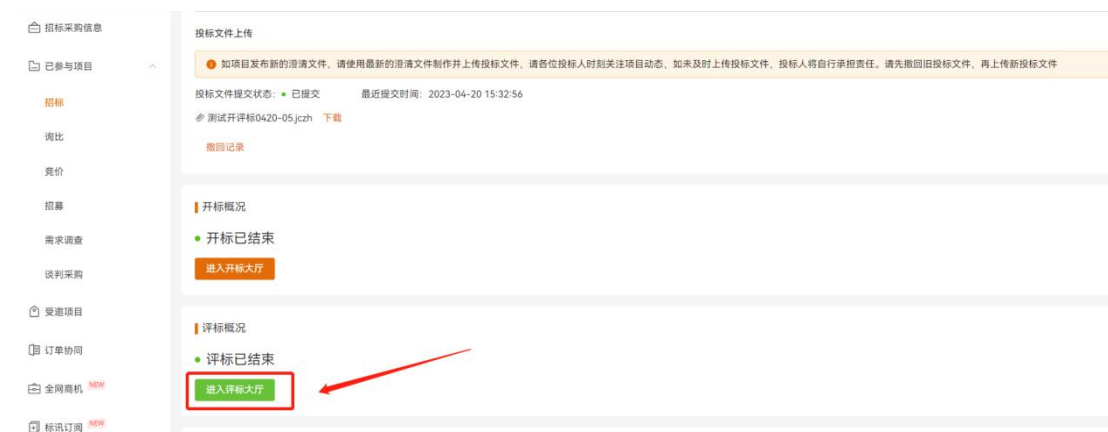 招标采购信息
已参与项目
招标
询比
竞价
招募
需求调查
谈判采购
受邀项目
订单协同
全网商机 NEW
标讯订阅 NEW
投标文件上传
如项目发布新的澄清文件，请使用最新的澄清文件制作并上传投标文件，请各位投标人时刻关注项目动态，如未及时上传投标文件，投标人将自行承担责任。请先撤回旧投标文件，再上传新投标文件
投标文件提交状态: 已提交 最近提交时间: 2023-04-20 15:32:56
测试开评标0420-05.jczh 下载
撤回记录
开标概况
开标已结束
进入开标大厅
评标概况
评标已结束
进入评标大厅